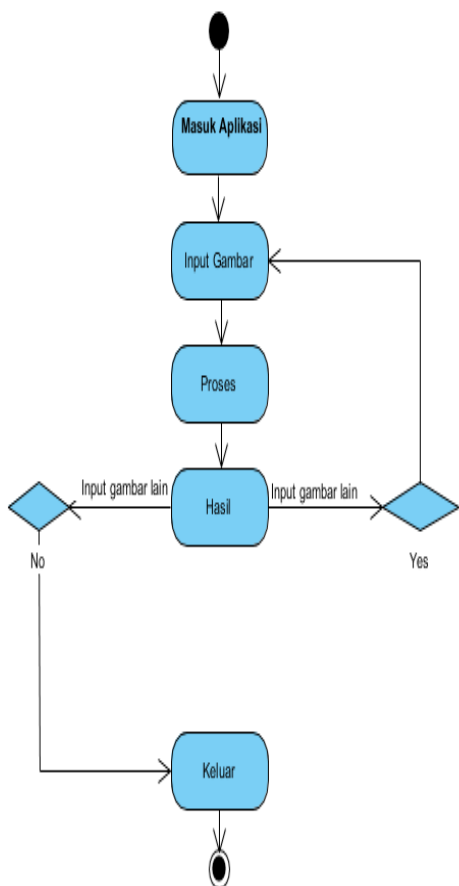 Masuk Aplikasi
Input Gambar
Proses
Input gambar lain
Hasil
Input gambar lain
No
Yes
Keluar